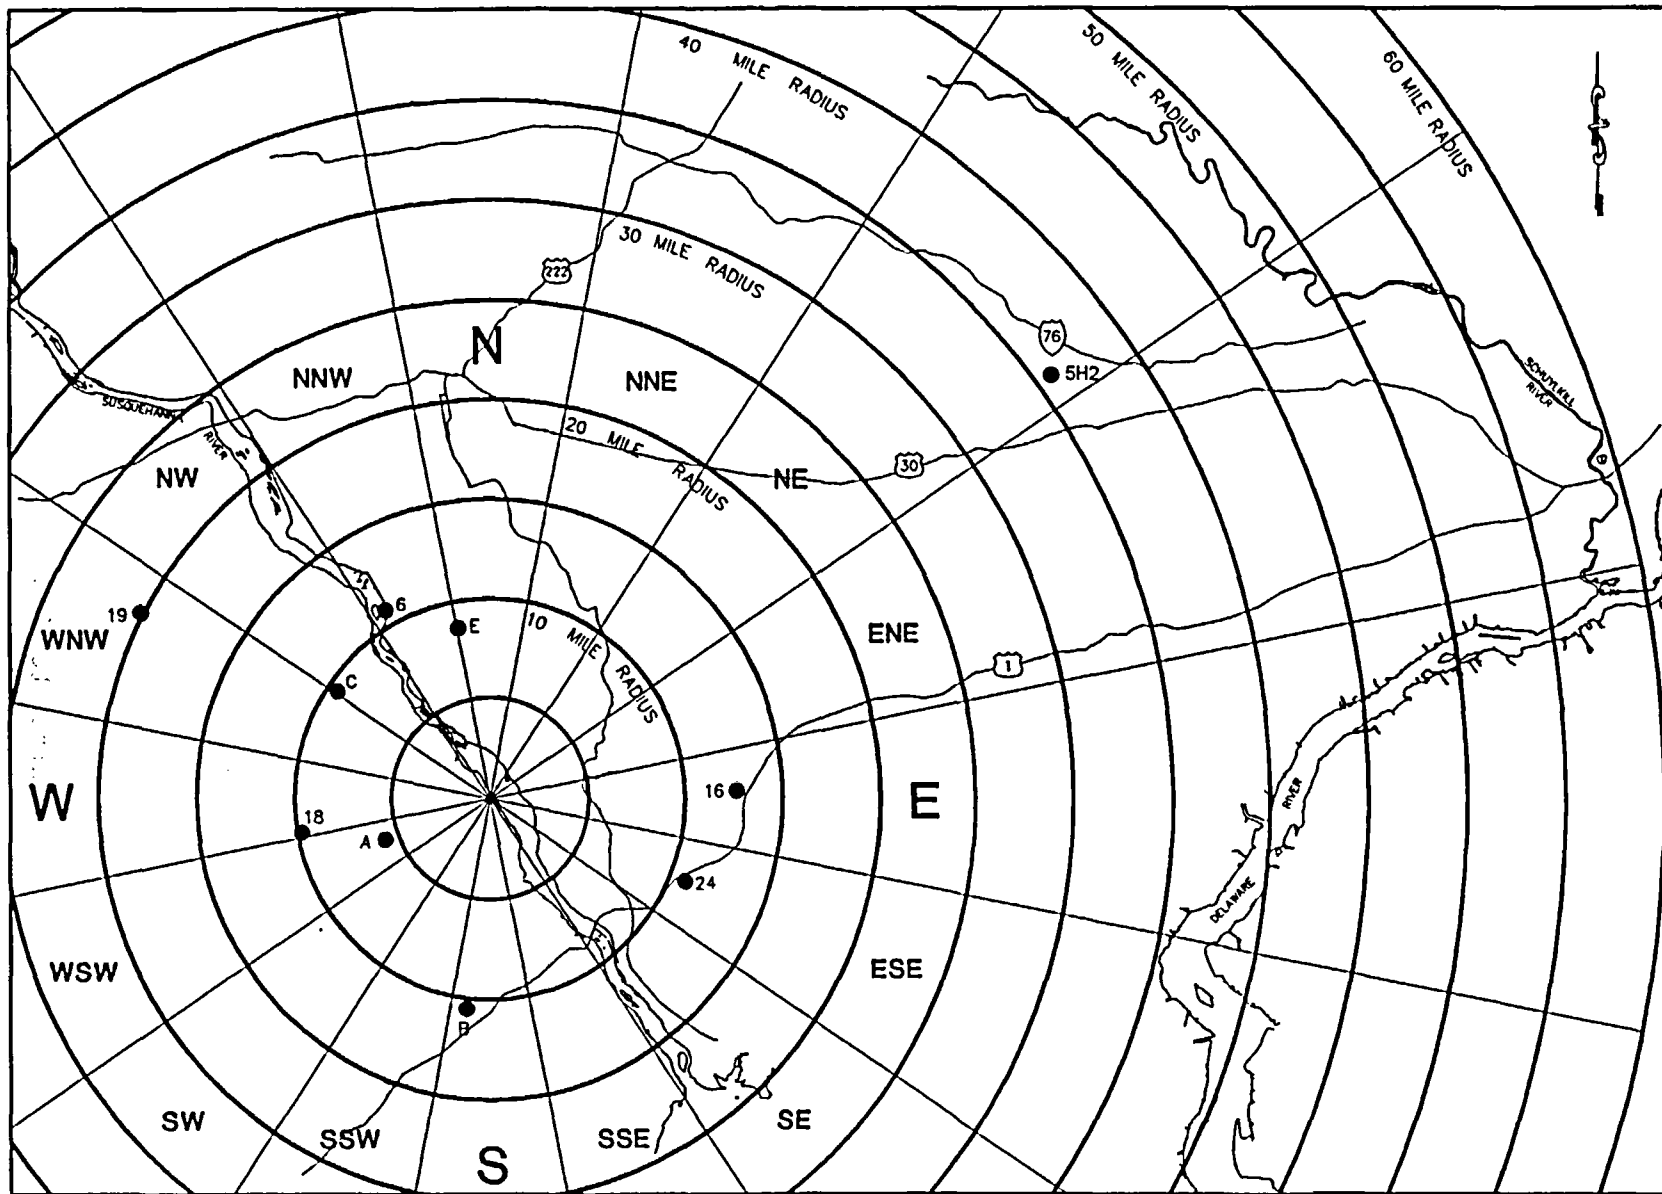 40 MILE RADIUS
50 MILE RADIUS
60 MILE RADIUS
30 MILE RADIUS
222
N
76
5H2
NNW
NNE
SUSQUEHANNA
RIVER
SCHUYLKILL
RIVER
20 MILE RADIUS
30
NW
NE
19
6
E
10 MILE RADIUS
WNW
ENE
1
C
W
16
E
RIVER
18
A
24
DELAWARE
WSW
ESE
B
SW
SSW
SSE
SE
S